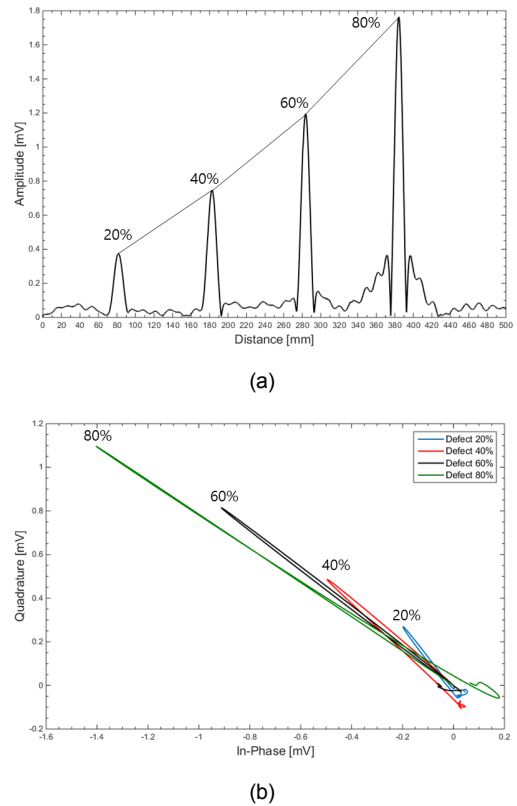 1.8
1.6
1.4
1.2
1
0.8
0.6
0.4
0.2
0
Amplitude [mV]
20%
40%
60%
80%
0 20 40 60 80 100 120 140 160 180 200 220 240 260 280 300 320 340 360 380 400 420 440 460 480 500
Distance [mm]
(a)
1.2
1
0.8
0.6
0.4
0.2
0
-0.2
Quadrature [mV]
80%
60%
40%
20%
Defect 20%
Defect 40%
Defect 60%
Defect 80%
-1.6 -1.4 -1.2 -1 -0.8 -0.6 -0.4 -0.2 0 0.2
In-Phase [mV]
(b)